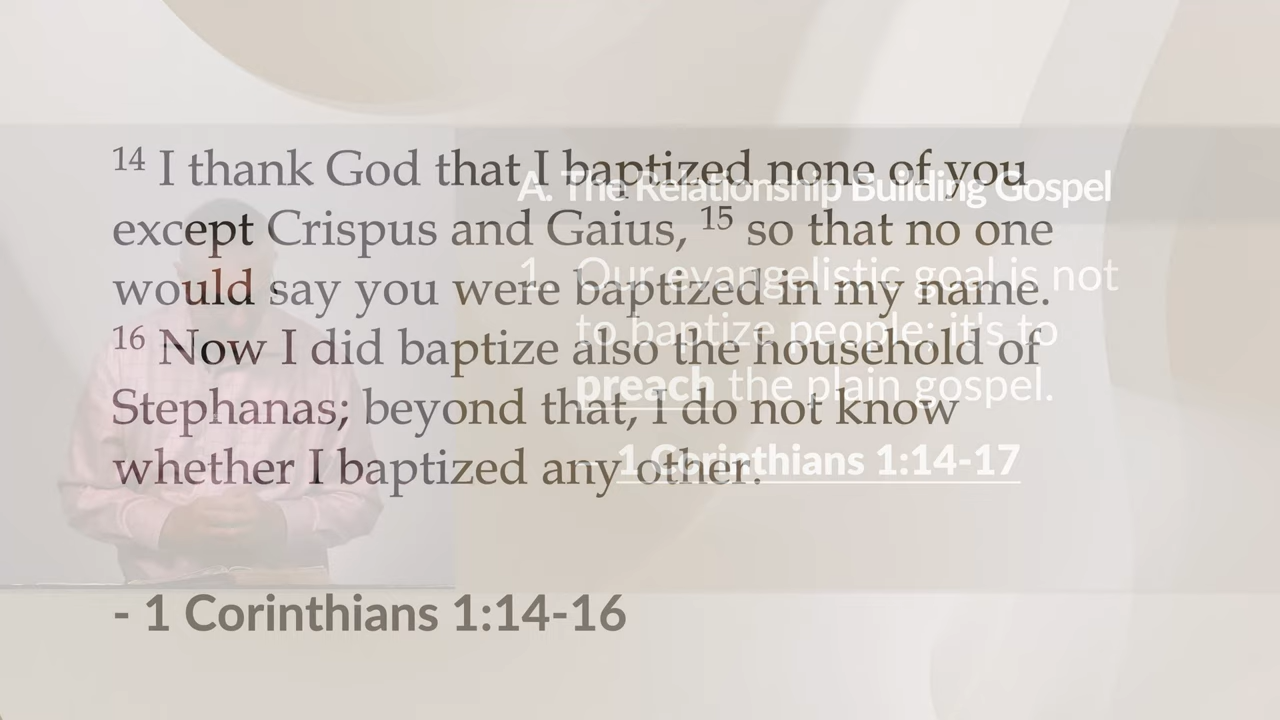 14 I thank God that I baptized none of you
except Crispus and Gaius, 15 so that no one
would say you were baptized in my name.
16 Now I did baptize also the household of
Stephanas; beyond that, I do not know
whether I baptized any other.
- 1 Corinthians 1:14-16
A. The Relationship Building Gospel
1. Our evangelistic goal is not
to baptize people; it's to
preach the plain gospel.
- 1 Corinthians 1:14-17